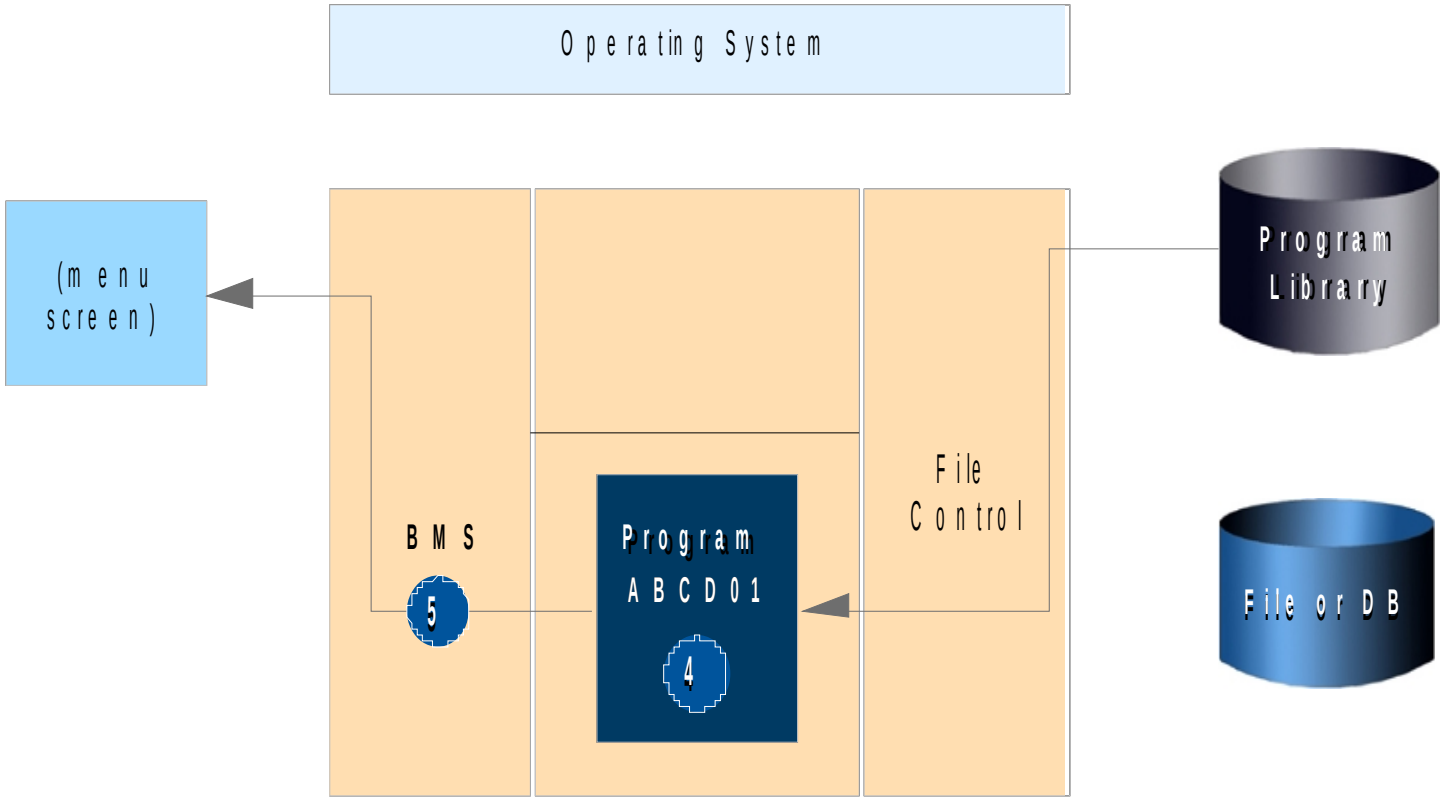 Operating System
(menu
screen)
Program
Library
File
Control
BMS
5
Program
ABCD01
4
File or DB